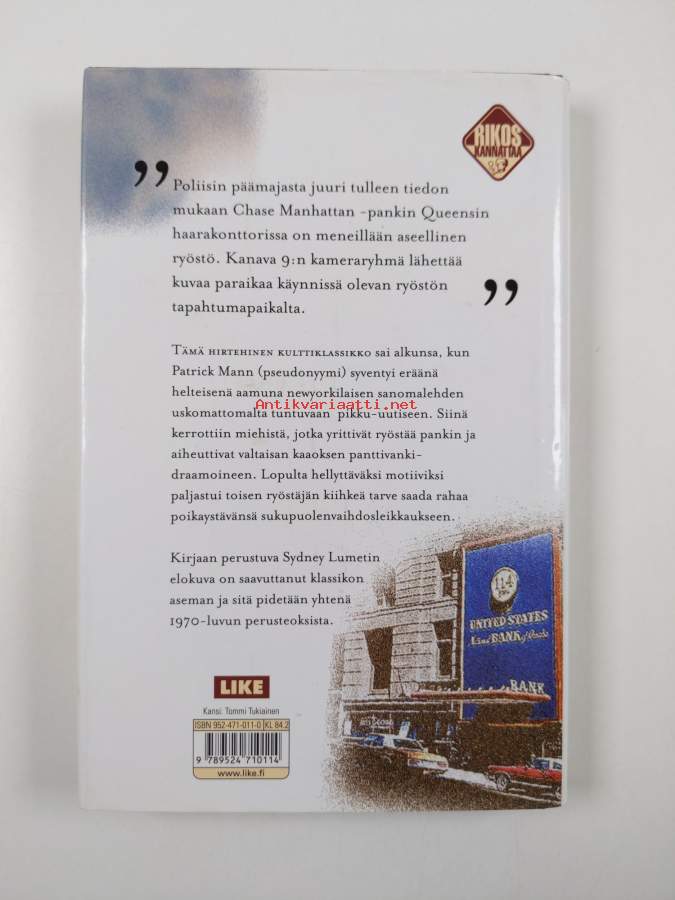 RIKOS
KANNATTAA
”
Poliisin päämajasta juuri tulleen tiedon
mukaan Chase Manhattan -pankin Queensin
haarakonttorissa on meneillään aseellinen
ryöstö. Kanava 9:n kameraryhmä lähettää
kuvaa paraikaa käynnissä olevan ryöstön
tapahtumapaikalta.
”
Tämä hirtehinen kulttiklassikko sai alkunsa, kun
Patrick Mann (pseudonyymi) syventyi eräänä
helteisenä aamuna newyorkilaisen sanomalehden
uskomattomalta tuntuvaan pikku-uutiseen. Siinä
Antikvariaatti.net
kerrottiin miehistä, jotka yrittivät ryöstää pankin ja
aiheuttivat valtaisan kaaoksen panttivanki-
draamoineen. Lopulta hellyttäväksi motiiviksi
paljastui toisen ryöstäjän kiihkeä tarve saada rahaa
poikaystävänsä sukupuolenvaihdosleikkaukseen.
Kirjaan perustuva Sydney Lumetin
elokuva on saavuttanut klassikon
aseman ja sitä pidetään yhtenä
1970-luvun perusteoksista.
114
UNITED STATES
BANK
BANK
LIKE
Kansi: Tommi Tukiainen
ISBN 952-471-011-0 KL 84.2
9 789524 710114
www.like.fi